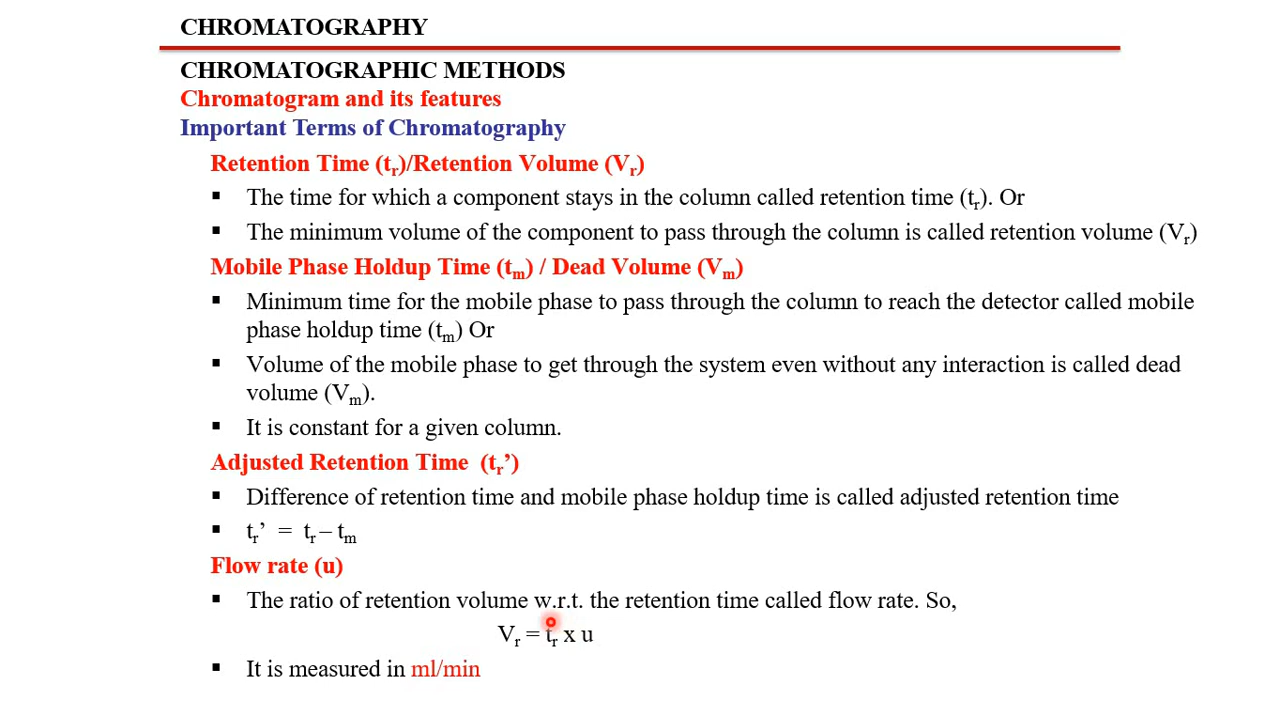 CHROMATOGRAPHY
CHROMATOGRAPHIC METHODS
Chromatogram and its features
Important Terms of Chromatography
Retention Time (tr)/Retention Volume (Vr)
▪ The time for which a component stays in the column called retention time (tr). Or
▪ The minimum volume of the component to pass through the column is called retention volume (Vr)
Mobile Phase Holdup Time (tm) / Dead Volume (Vm)
▪ Minimum time for the mobile phase to pass through the column to reach the detector called mobile
phase holdup time (tm) Or
▪ Volume of the mobile phase to get through the system even without any interaction is called dead
volume (Vm).
▪ It is constant for a given column.
Adjusted Retention Time (tr’)
▪ Difference of retention time and mobile phase holdup time is called adjusted retention time
▪ tr’ = tr – tm
Flow rate (u)
▪ The ratio of retention volume w.r.t. the retention time called flow rate. So,
Vr = tr x u
▪ It is measured in ml/min